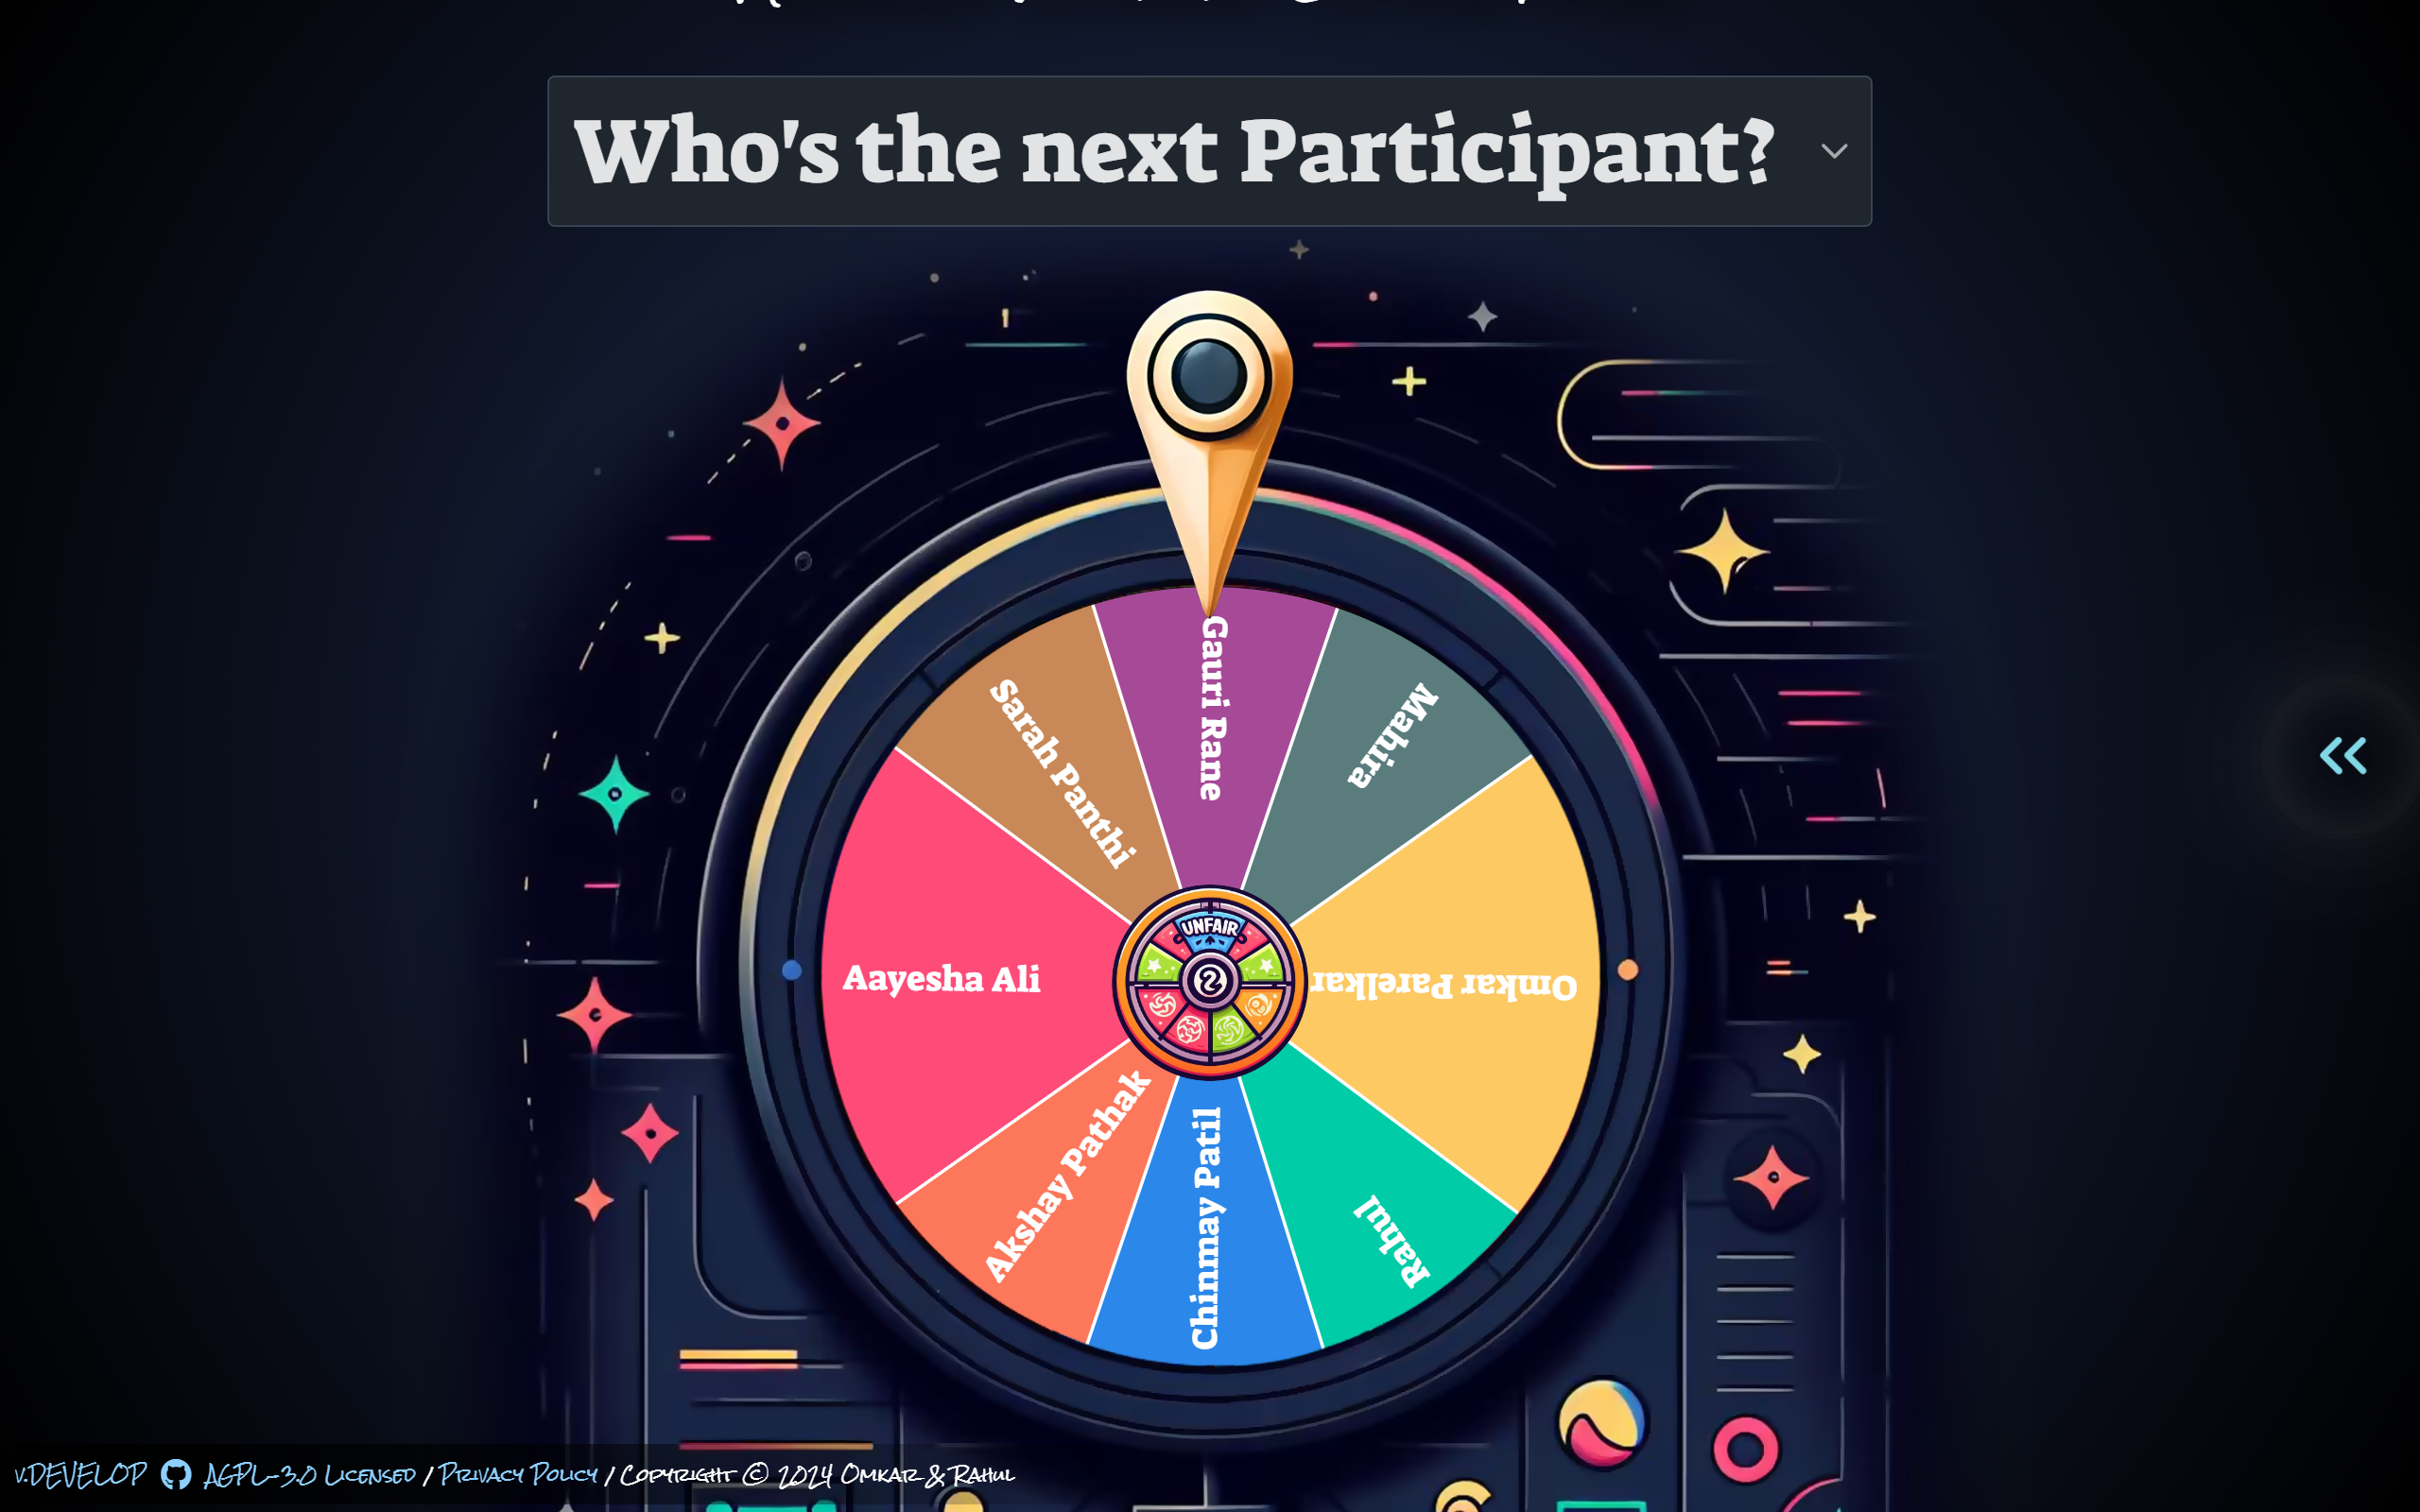 Who's the next Participant?
Gauri Rane
Mahira
Sarah Panthi
Aayesha Ali
Omkar Parelkar
UNFAIR
Akshay Pathak
Chinmay Patil
Rahul
v.DEVELOP AGPL-3.0 Licensed / Privacy Policy / Copyright © 2024 Omkar & Rahul